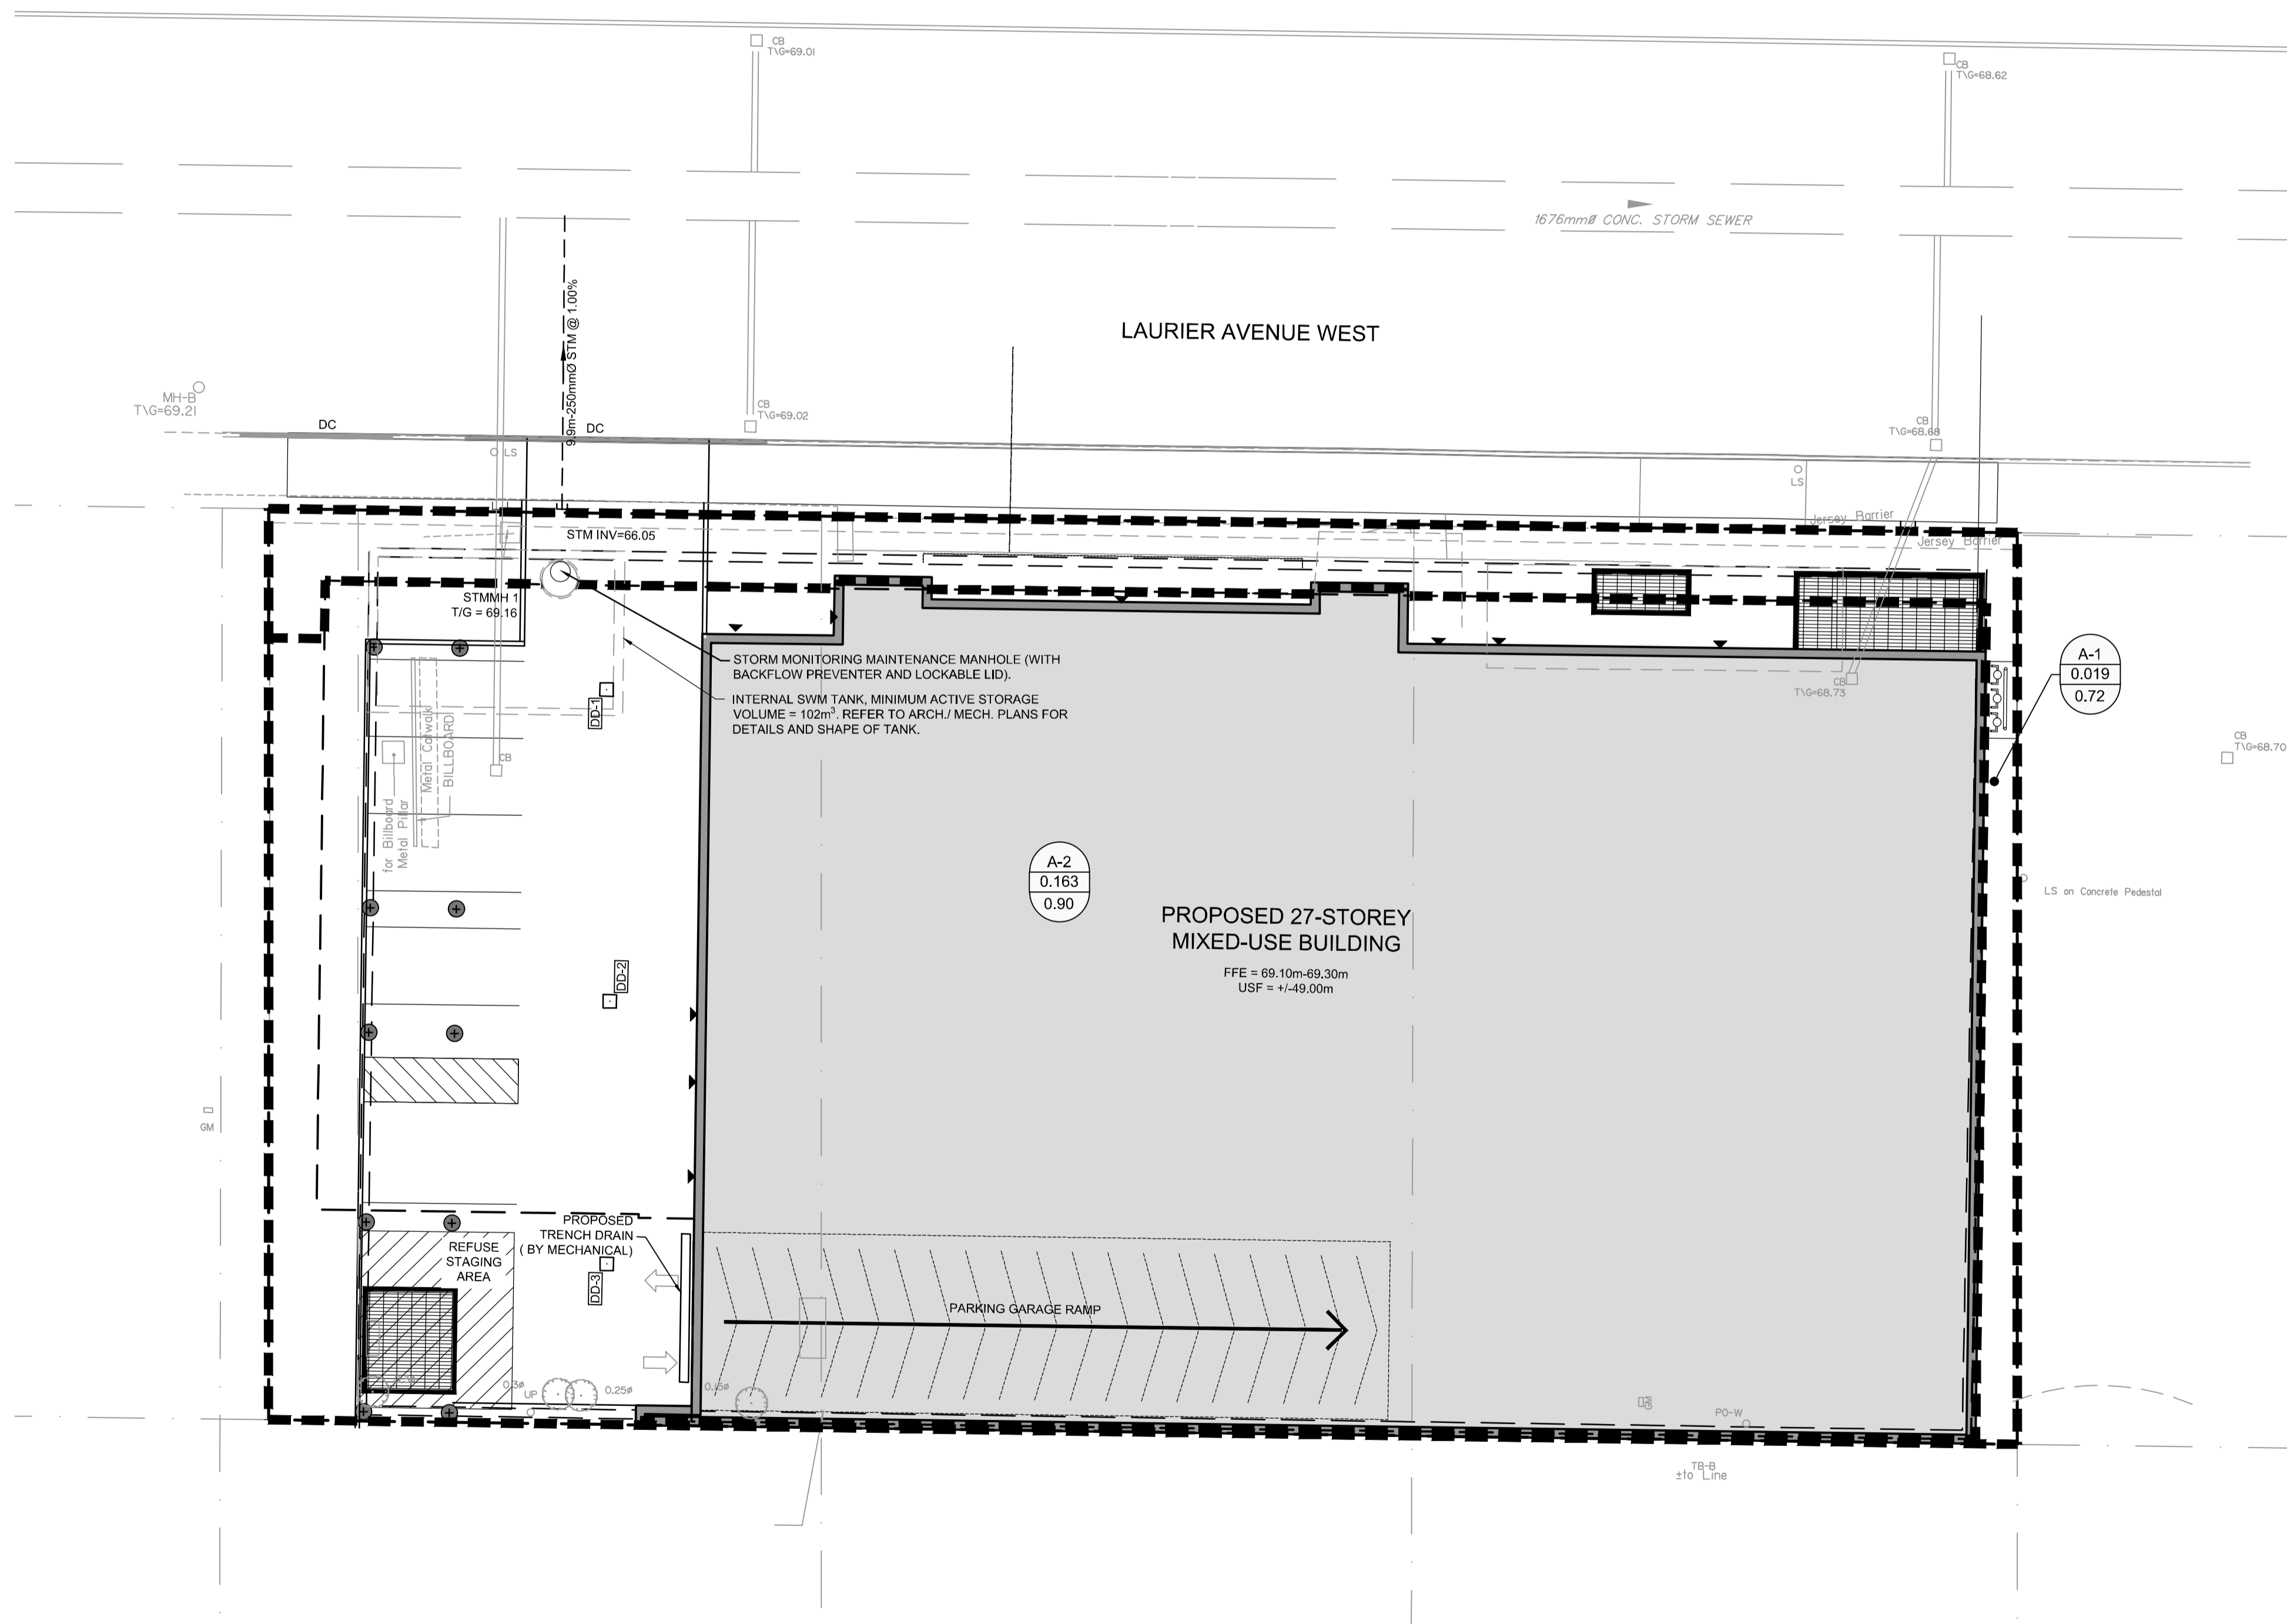 CB
T\G=69.01
CB
T\G=68.62
1676mmØ CONC. STORM SEWER
9.9m-250mmØ STM @ 1.00%
LAURIER AVENUE WEST
MH-B
T\G=69.21
DC
DC
CB
T\G=69.02
CB
T\G=68.68
LS
LS
Jersey Barrier
Jersey Barrier
STM INV=66.05
STMMH 1
T/G = 69.16
STORM MONITORING MAINTENANCE MANHOLE (WITH
BACKFLOW PREVENTER AND LOCKABLE LID).
INTERNAL SWM TANK, MINIMUM ACTIVE STORAGE
VOLUME = 102m³. REFER TO ARCH./ MECH. PLANS FOR
DETAILS AND SHAPE OF TANK.
A-1
0.019
0.72
CB
T\G=68.73
CB
T\G=68.70
DD-1
Metal Catwalk
BILLBOARD
CB
for Billboard
Metal Pillar
A-2
0.163
0.90
LS on Concrete Pedestal
PROPOSED 27-STOREY
MIXED-USE BUILDING
FFE = 69.10m-69.30m
USF = +/-49.00m
DD-2
GM
PROPOSED
TRENCH DRAIN
( BY MECHANICAL)
REFUSE
STAGING
AREA
DD-3
PARKING GARAGE RAMP
0.3ø
UP
0.25ø
0.15ø
GM
PO-W
TB-B
±to Line